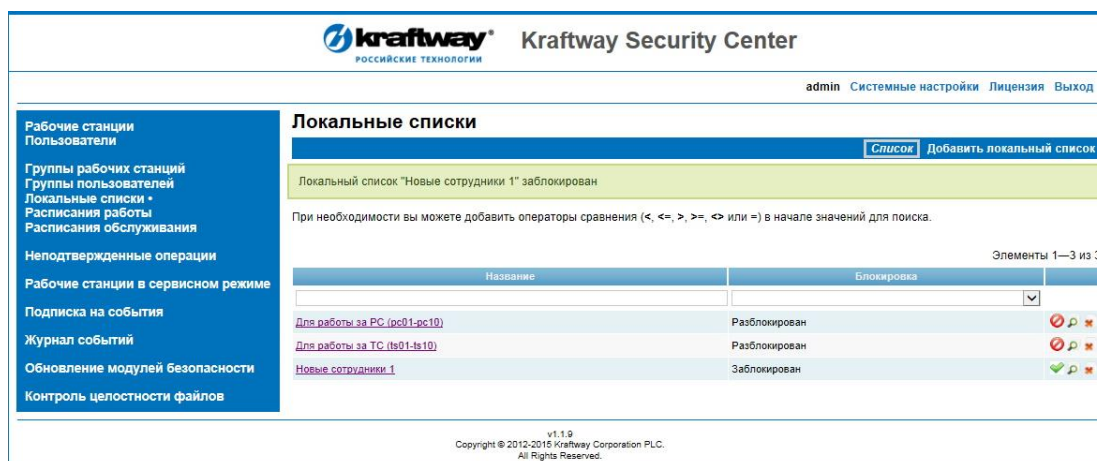 kraftway®
РОССИЙСКИЕ ТЕХНОЛОГИИ
Kraftway Security Center
admin Системные настройки Лицензия Выход
Рабочие станции
Пользователи
Группы рабочих станций
Группы пользователей
Локальные списки •
Расписания работы
Расписания обслуживания
Неподтвержденные операции
Рабочие станции в сервисном режиме
Подписка на события
Журнал событий
Обновление модулей безопасности
Контроль целостности файлов
Локальные списки
Список Добавить локальный список
Локальный список "Новые сотрудники 1" заблокирован
При необходимости вы можете добавить операторы сравнения (<, <=, >, >=, <> или =) в начале значений для поиска.
Элементы 1—3 из 3
Название Блокировка
Для работы за РС (pc01-pc10) Разблокирован
Для работы за ТС (ts01-ts10) Разблокирован
Новые сотрудники 1 Заблокирован
v1.1.9
Copyright © 2012-2015 Kraftway Corporation PLC.
All Rights Reserved.